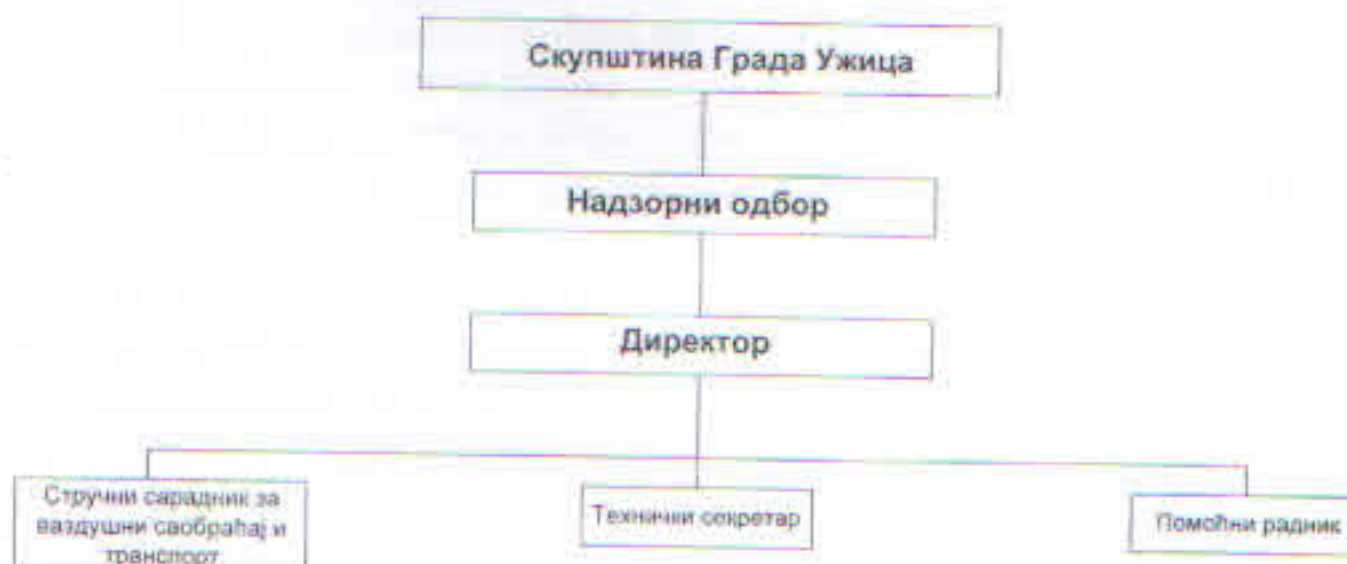 Скупштина Града Ужица
Надзорни одбор
Директор
Стручни сарадник за
ваздушни саобраћај и
транспорт
Технички секретар
Помоћни радник